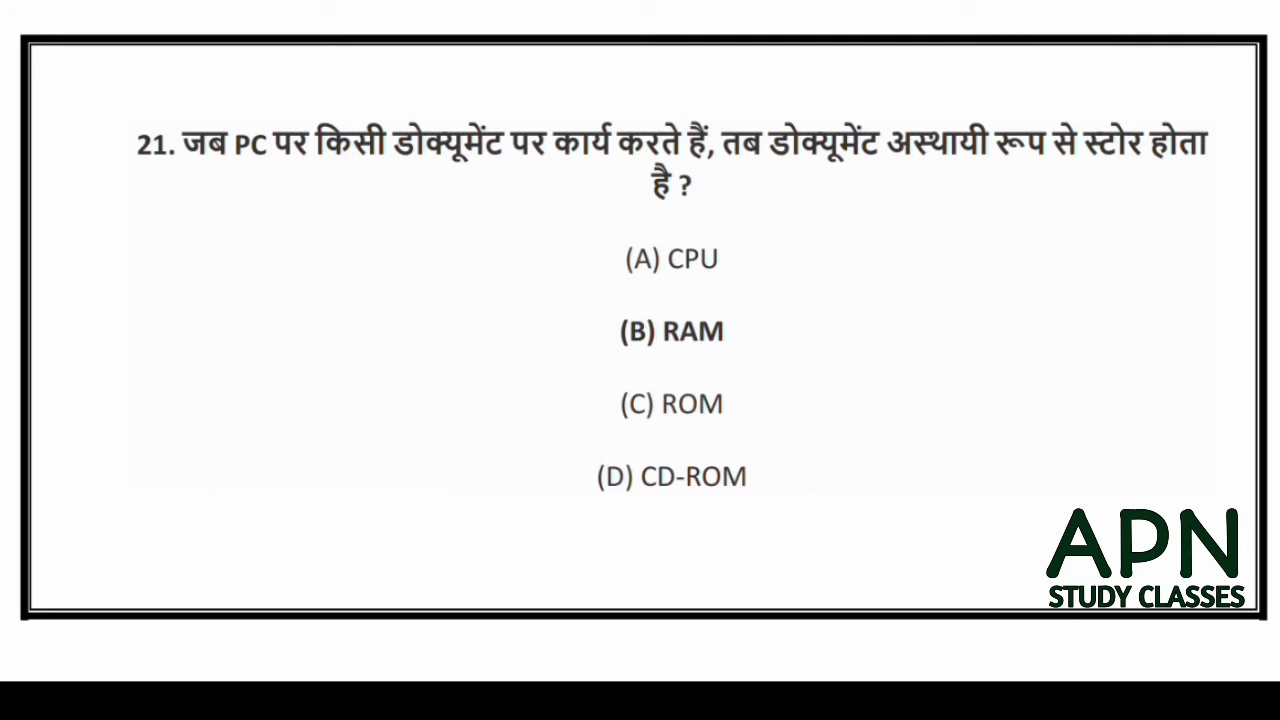 21. जब PC पर किसी डोक्यूमेंट पर कार्य करते हैं, तब डोक्यूमेंट अस्थायी रूप से स्टोर होता
है ?
(A) CPU
(B) RAM
(C) ROM
(D) CD-ROM
APN
STUDY CLASSES